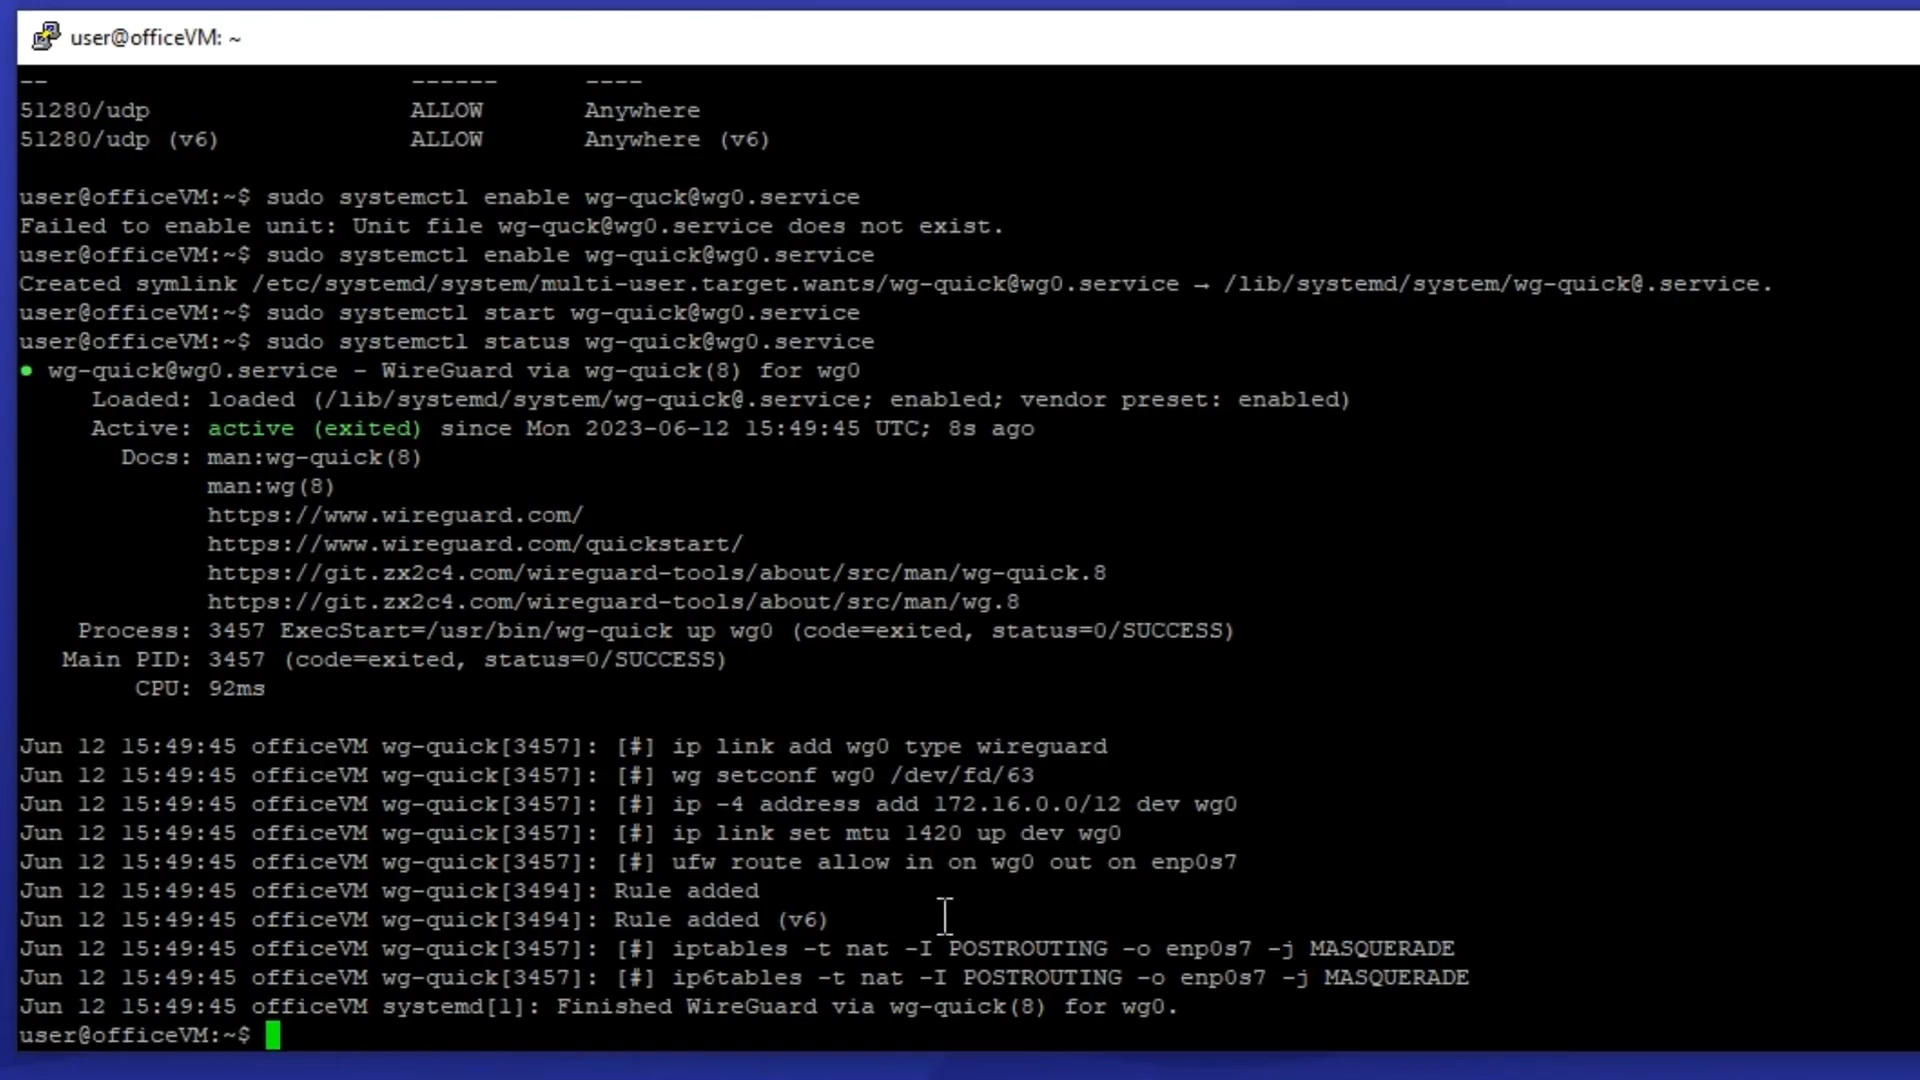 user@officeVM: ~
-- ------ ----
51280/udp ALLOW Anywhere
51280/udp (v6) ALLOW Anywhere (v6)
user@officeVM:~$ sudo systemctl enable wg-quck@wg0.service
Failed to enable unit: Unit file wg-quck@wg0.service does not exist.
user@officeVM:~$ sudo systemctl enable wg-quick@wg0.service
Created symlink /etc/systemd/system/multi-user.target.wants/wg-quick@wg0.service → /lib/systemd/system/wg-quick@.service.
user@officeVM:~$ sudo systemctl start wg-quick@wg0.service
user@officeVM:~$ sudo systemctl status wg-quick@wg0.service
● wg-quick@wg0.service - WireGuard via wg-quick(8) for wg0
Loaded: loaded (/lib/systemd/system/wg-quick@.service; enabled; vendor preset: enabled)
Active: active (exited) since Mon 2023-06-12 15:49:45 UTC; 8s ago
Docs: man:wg-quick(8)
man:wg(8)
https://www.wireguard.com/
https://www.wireguard.com/quickstart/
https://git.zx2c4.com/wireguard-tools/about/src/man/wg-quick.8
https://git.zx2c4.com/wireguard-tools/about/src/man/wg.8
Process: 3457 ExecStart=/usr/bin/wg-quick up wg0 (code=exited, status=0/SUCCESS)
Main PID: 3457 (code=exited, status=0/SUCCESS)
CPU: 92ms
Jun 12 15:49:45 officeVM wg-quick[3457]: [#] ip link add wg0 type wireguard
Jun 12 15:49:45 officeVM wg-quick[3457]: [#] wg setconf wg0 /dev/fd/63
Jun 12 15:49:45 officeVM wg-quick[3457]: [#] ip -4 address add 172.16.0.0/12 dev wg0
Jun 12 15:49:45 officeVM wg-quick[3457]: [#] ip link set mtu 1420 up dev wg0
Jun 12 15:49:45 officeVM wg-quick[3457]: [#] ufw route allow in on wg0 out on enp0s7
Jun 12 15:49:45 officeVM wg-quick[3494]: Rule added
Jun 12 15:49:45 officeVM wg-quick[3494]: Rule added (v6)
Jun 12 15:49:45 officeVM wg-quick[3457]: [#] iptables -t nat -I POSTROUTING -o enp0s7 -j MASQUERADE
Jun 12 15:49:45 officeVM wg-quick[3457]: [#] ip6tables -t nat -I POSTROUTING -o enp0s7 -j MASQUERADE
Jun 12 15:49:45 officeVM systemd[1]: Finished WireGuard via wg-quick(8) for wg0.
user@officeVM:~$